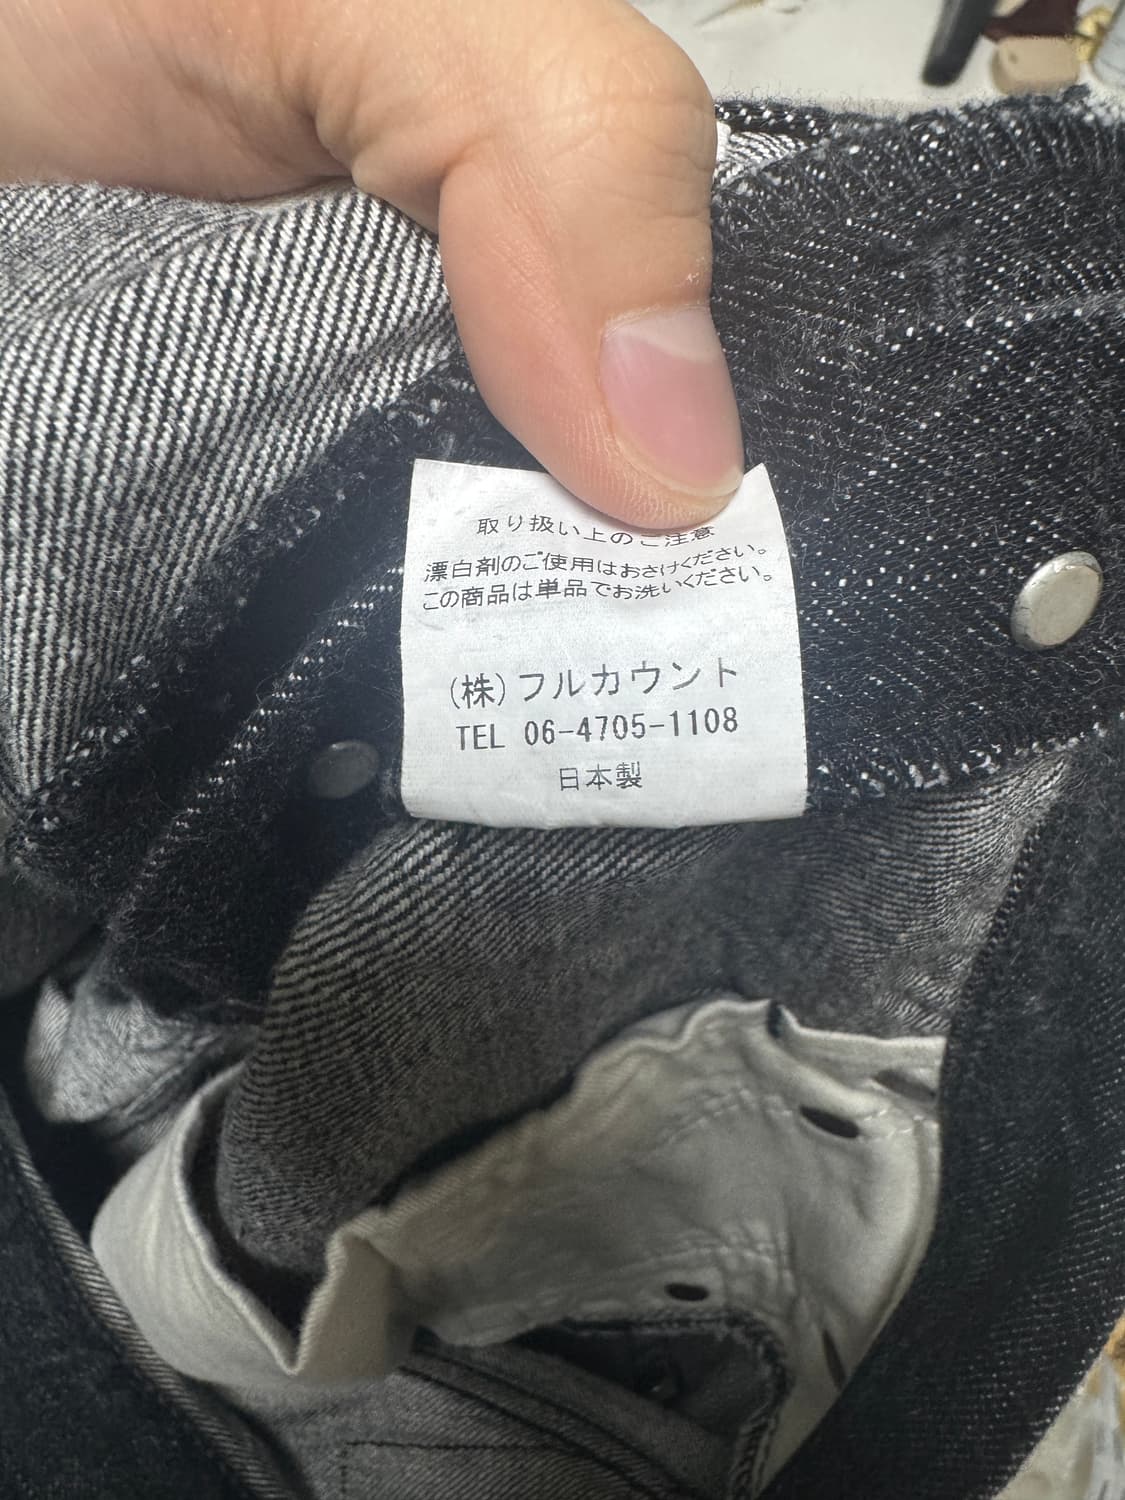 取り扱い上のご注意
漂白剤のご使用はおさけください。
この商品は単品でお洗いください。
(株)フルカウント
TEL 06-4705-1108
日本製